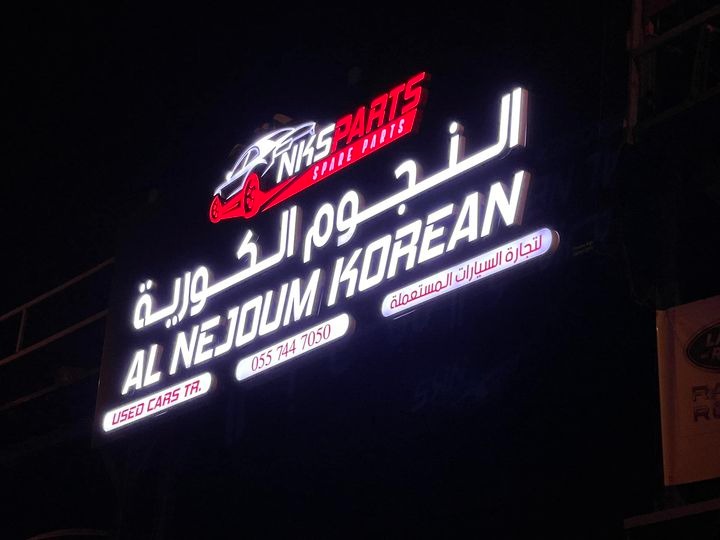 NKSPARTS
SPARE PARTS
النجوم الكورية
AL NEJOUM KOREAN
USED CARS TR.
055 744 7050
لتجارة السيارات المستعملة